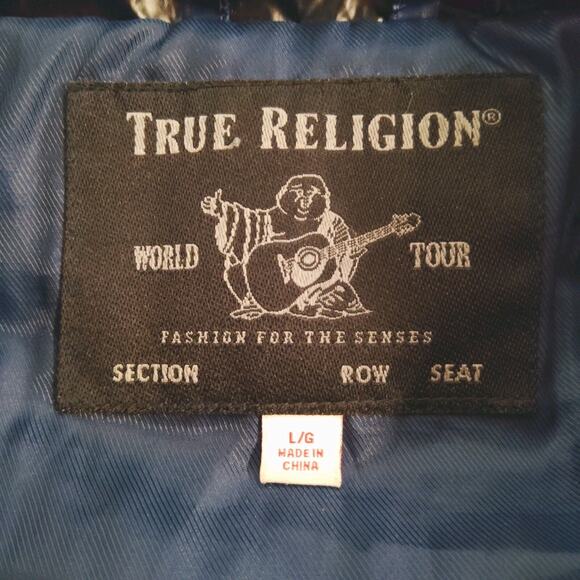 TRUE RELIGION®
WORLD TOUR
FASHION FOR THE SENSES
SECTION ROW SEAT
L/G
MADE IN
CHINA